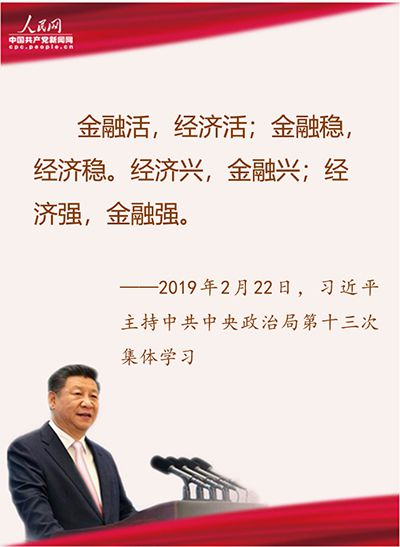 人民网
中国共产党新闻网
cpc.people.com.cn
金融活，经济活；金融稳，
经济稳。经济兴，金融兴；经
济强，金融强。
——2019年2月22日，习近平
主持中共中央政治局第十三次
集体学习